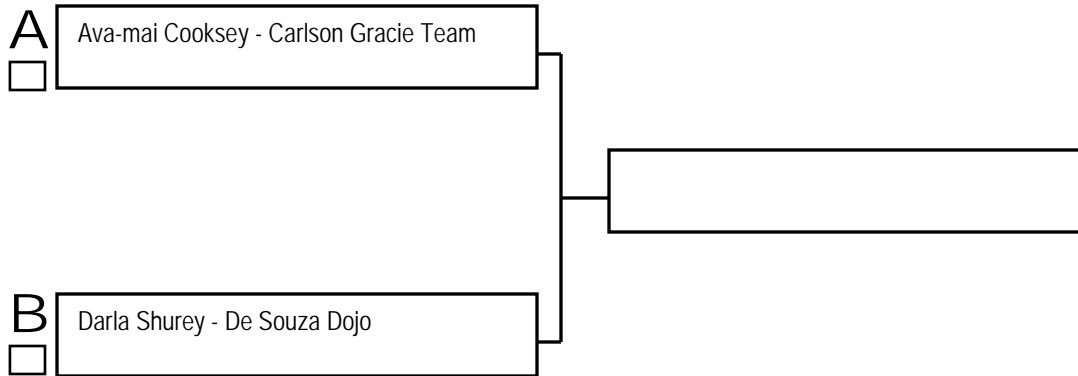 A
Ava-mai Cooksey - Carlson Gracie Team
B
Darla Shurey - De Souza Dojo